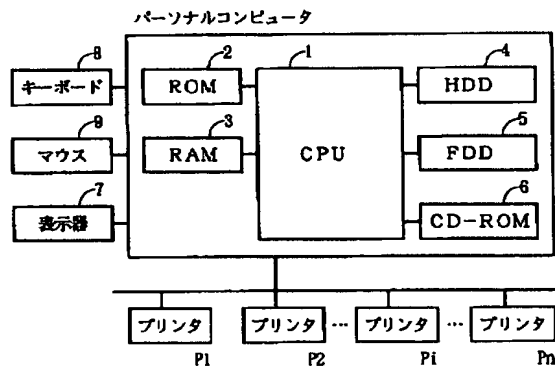 パーソナルコンピュータ
8 2 1 4
キーボード ROM HDD
9 3 5
マウス RAM CPU FDD
7 6
表示器 CD-ROM
プリンタ プリンタ … プリンタ … プリンタ
P1 P2 Pi Pn